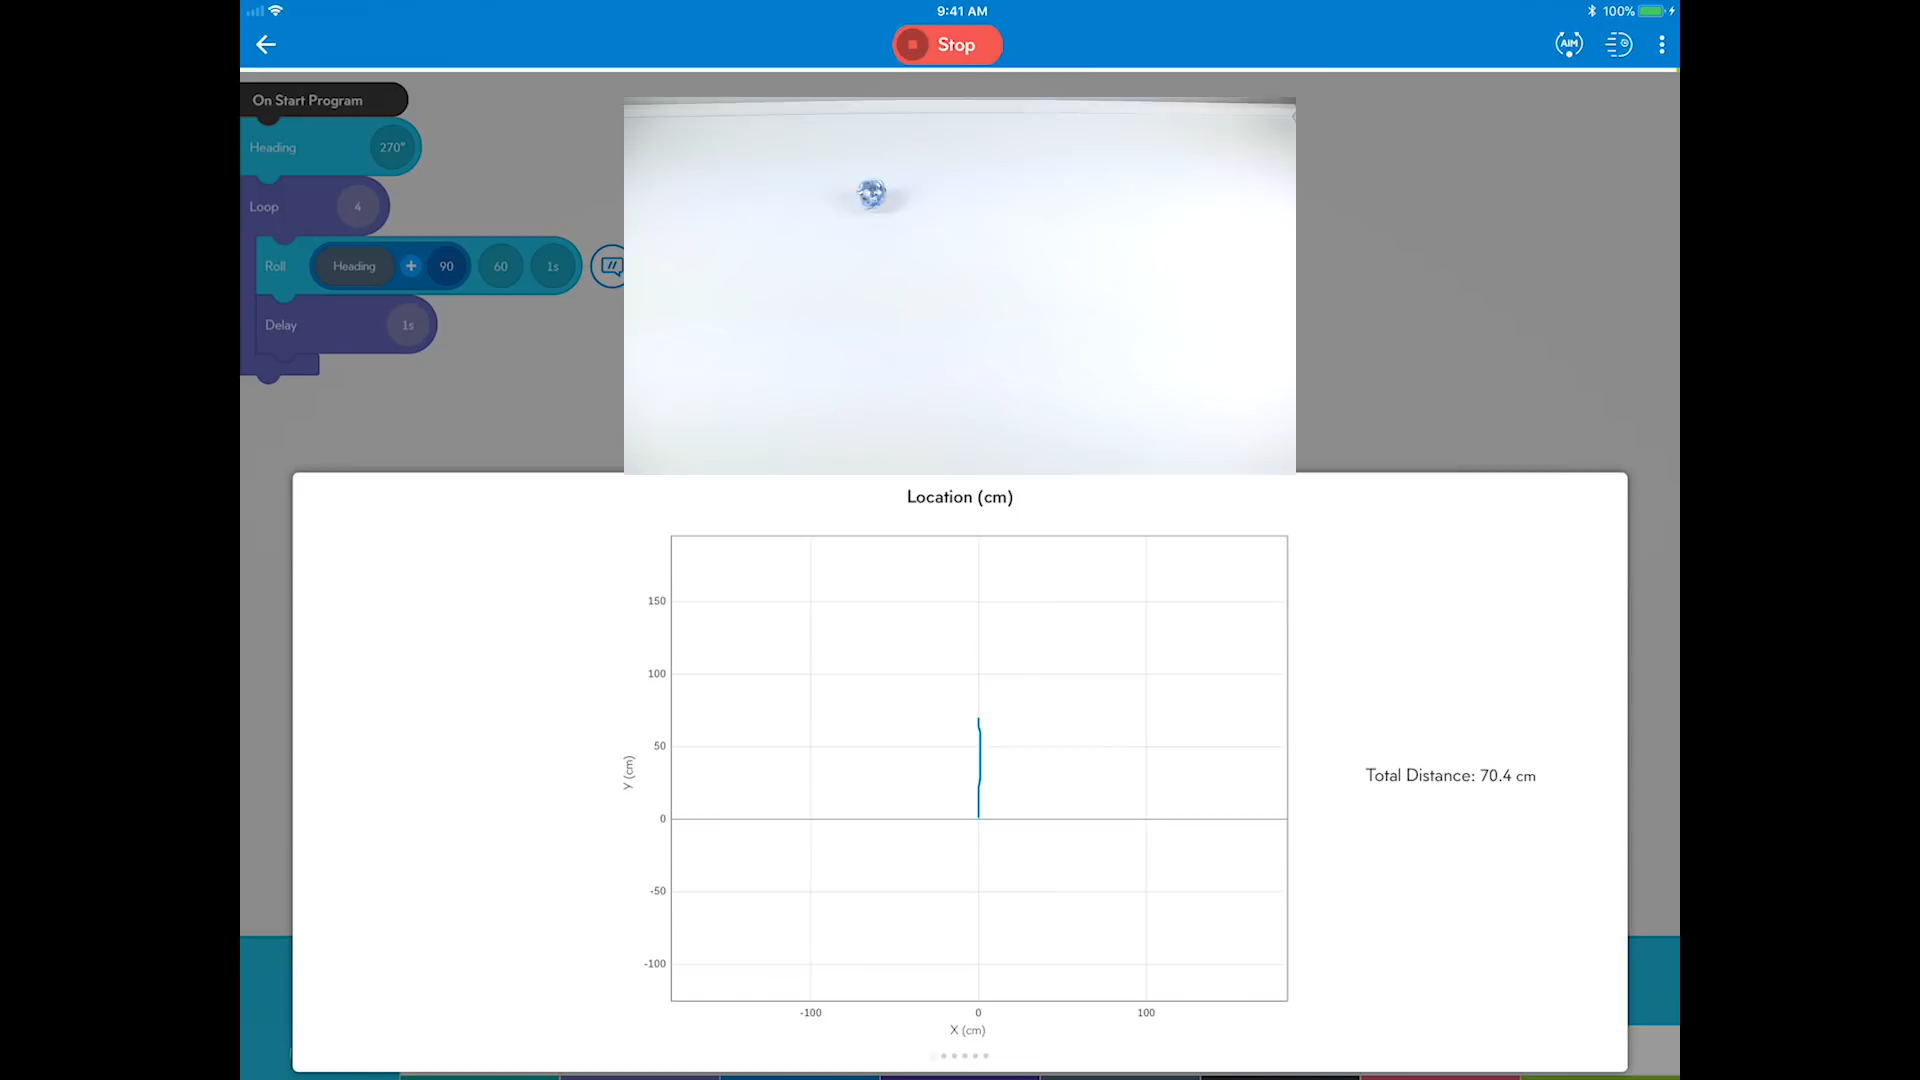 9:41 AM
100%
Stop
AIM
On Start Program
Heading 270°
Loop 4
Roll Heading + 90 60 1s //
Delay 1s
Location (cm)
150
100
50
0
-50
-100
Y (cm)
-100 0 100
X (cm)
Total Distance: 70.4 cm